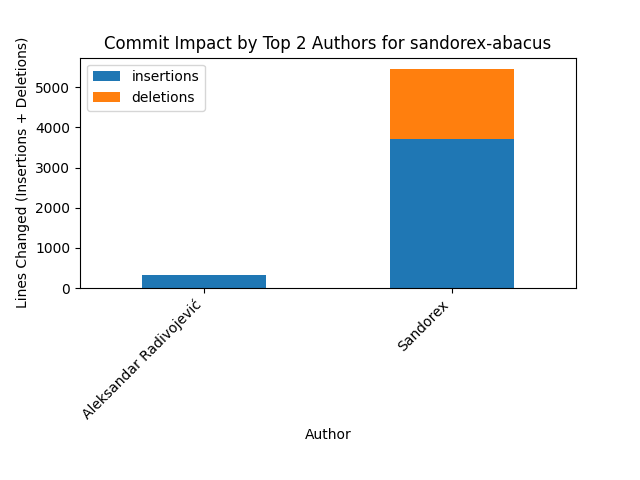 Commit Impact by Top 2 Authors for sandorex-abacus
insertions
deletions
Lines Changed (Insertions + Deletions)
5000
4000
3000
2000
1000
0
Aleksandar Radivojević
Sandorex
Author